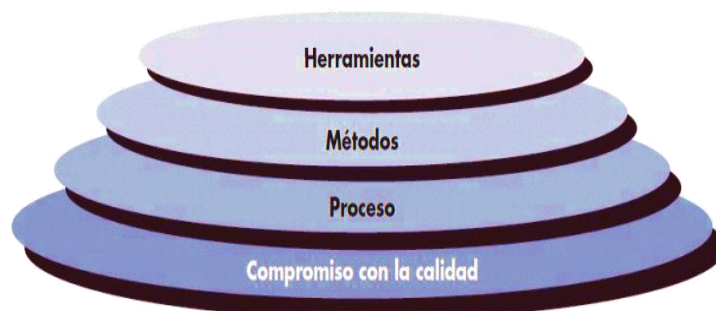 Herramientas
Métodos
Proceso
Compromiso con la calidad